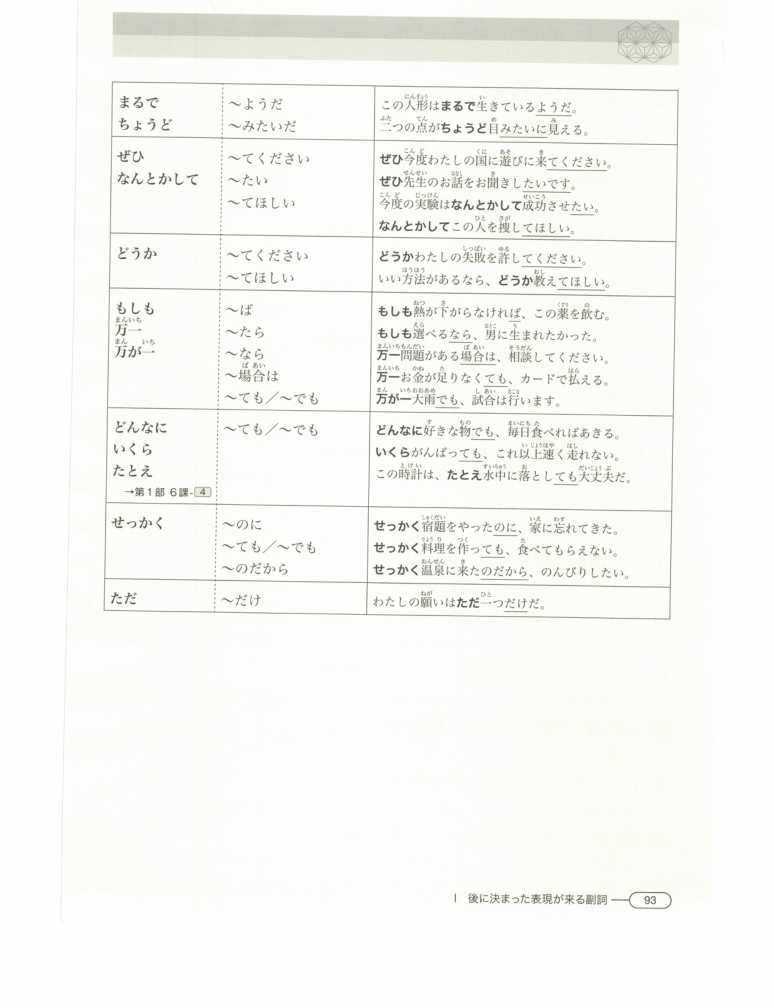 まるで ～ようだ この人形はまるで生きているようだ。
ちょうど ～みたいだ 二つの点がちょうど目みたいに見える。
ぜひ ～てください ぜひ今度わたしの国に遊びに来てください。
なんとかして ～たい ぜひ先生のお話をお聞きしたいです。
～てほしい 今度の実験はなんとかして成功させたい。
なんとかしてこの人を捜してほしい。
どうか ～てください どうかわたしの失敗を許してください。
～てほしい いい方法があるなら、どうか教えてほしい。
もしも ～ば もしも熱が下がらなければ、この薬を飲む。
万一 ～たら もしも選べるなら、男に生まれたかった。
万が一 ～なら 万一問題がある場合は、相談してください。
～場合は 万一お金が足りなくても、カードで払える。
～ても／～でも 万が一大雨でも、試合は行います。
どんなに ～ても／～でも どんなに好きな物でも、毎日食べればあきる。
いくら いくらがんばっても、これ以上速く走れない。
たとえ この時計は、たとえ水中に落としても大丈夫だ。
→第1部 6課-4
せっかく ～のに せっかく宿題をやったのに、家に忘れてきた。
～ても／～でも せっかく料理を作っても、食べてもらえない。
～のだから せっかく温泉に来たのだから、のんびりしたい。
ただ ～だけ わたしの願いはただ一つだけだ。
Ⅰ 後に決まった表現が来る副詞 93